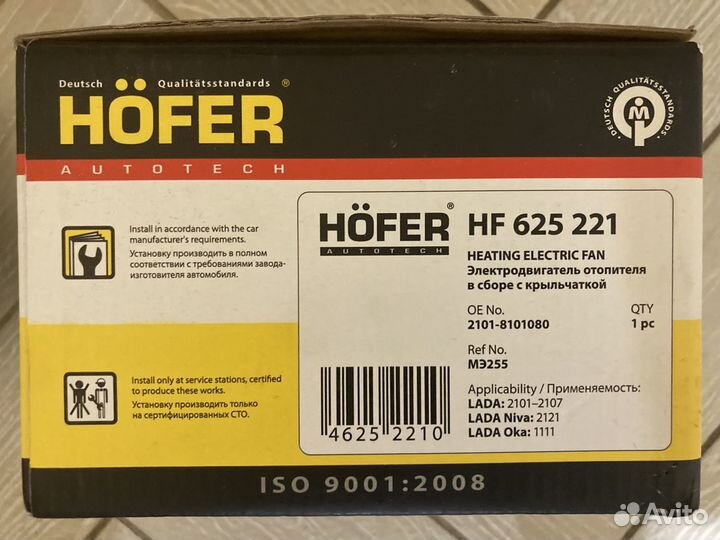 Deutsch Qualitätsstandards ®
HÖFER
AUTOTECH
DEUTSCH QUALITÄTSSTANDARDS
M
Install in accordance with the car
manufacturer's requirements.
Установку производить в полном
соответствии с требованиями завода-
изготовителя автомобиля.
Install only at service stations, certified
to produce these works.
Установку производить только
на сертифицированных СТО.
HÖFER®
AUTOTECH
HF 625 221
HEATING ELECTRIC FAN
Электродвигатель отопителя
в сборе с крыльчаткой
OE No. QTY
2101-8101080 1 pc
Ref No.
МЭ255
Applicability / Применяемость:
LADA: 2101–2107
LADA Niva: 2121
LADA Oka: 1111
4625 2210
ISO 9001:2008
Avito